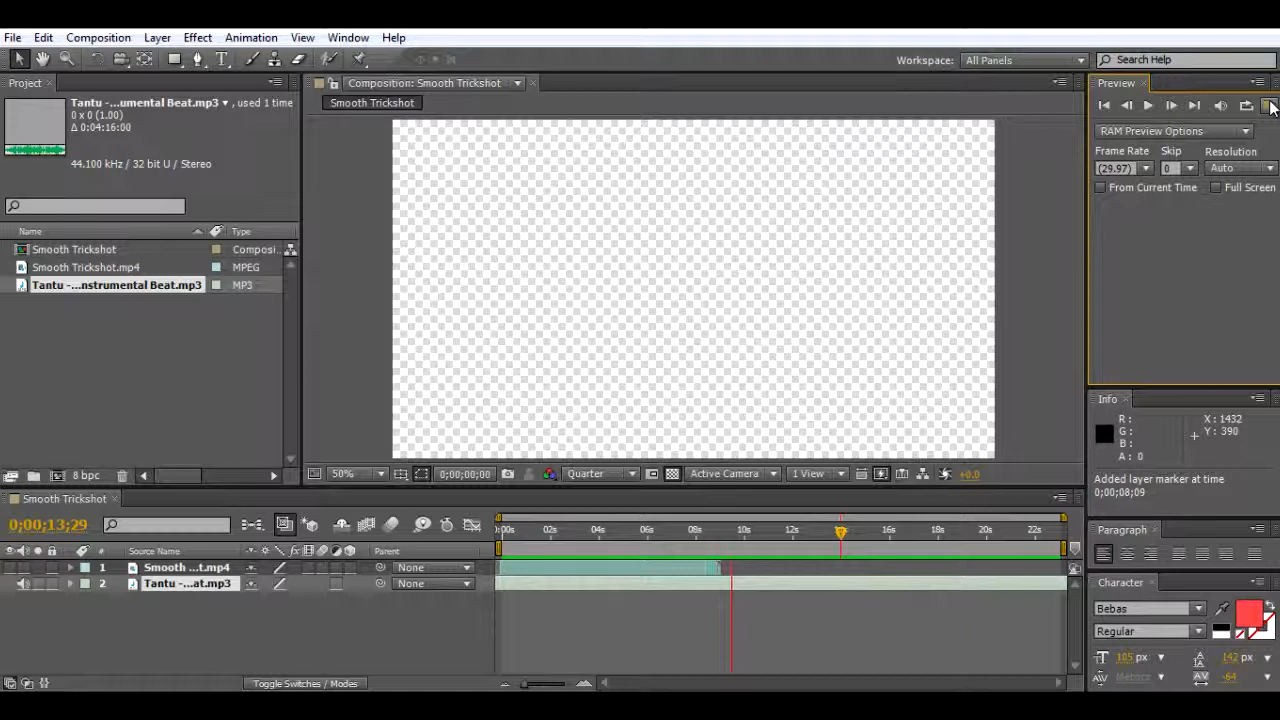 File Edit Composition Layer Effect Animation View Window Help
Workspace: All Panels Search Help
Project
Composition: Smooth Trickshot
Preview
Tantu -...umental Beat.mp3 , used 1 time
0 x 0 (1.00)
Δ 0:04:16:00
44.100 kHz / 32 bit U / Stereo
Smooth Trickshot
RAM Preview Options
Frame Rate Skip Resolution
(29.97) 0 Auto
From Current Time Full Screen
Name Type
Smooth Trickshot Composi...
Smooth Trickshot.mp4 MPEG
Tantu -...nstrumental Beat.mp3 MP3
Info
R :
G :
B :
A : 0
X : 1432
Y : 390
Added layer marker at time
0;00;08;09
8 bpc
50% 0;00;00;00 Quarter Active Camera 1 View +0.0
Smooth Trickshot
0;00;13;29
:00s 02s 04s 06s 08s 10s 12s 16s 18s 20s 22s
# Source Name fx Parent
1 Smooth ...t.mp4 None
2 Tantu -...at.mp3 None
Paragraph
Character
Bebas
Regular
105 px 142 px
Metrics -64
Toggle Switches / Modes